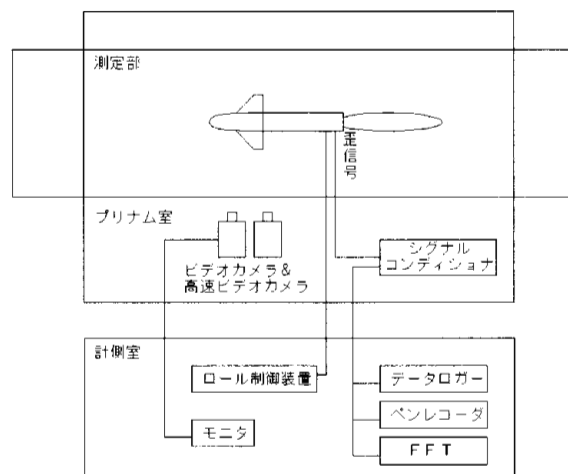 測定部
歪信号
プリナム室
ビデオカメラ&
高速ビデオカメラ
シグナル
コンディショナ
計側室
ロール制御装置
データロガー
ペンレコーダ
モニタ
FFT